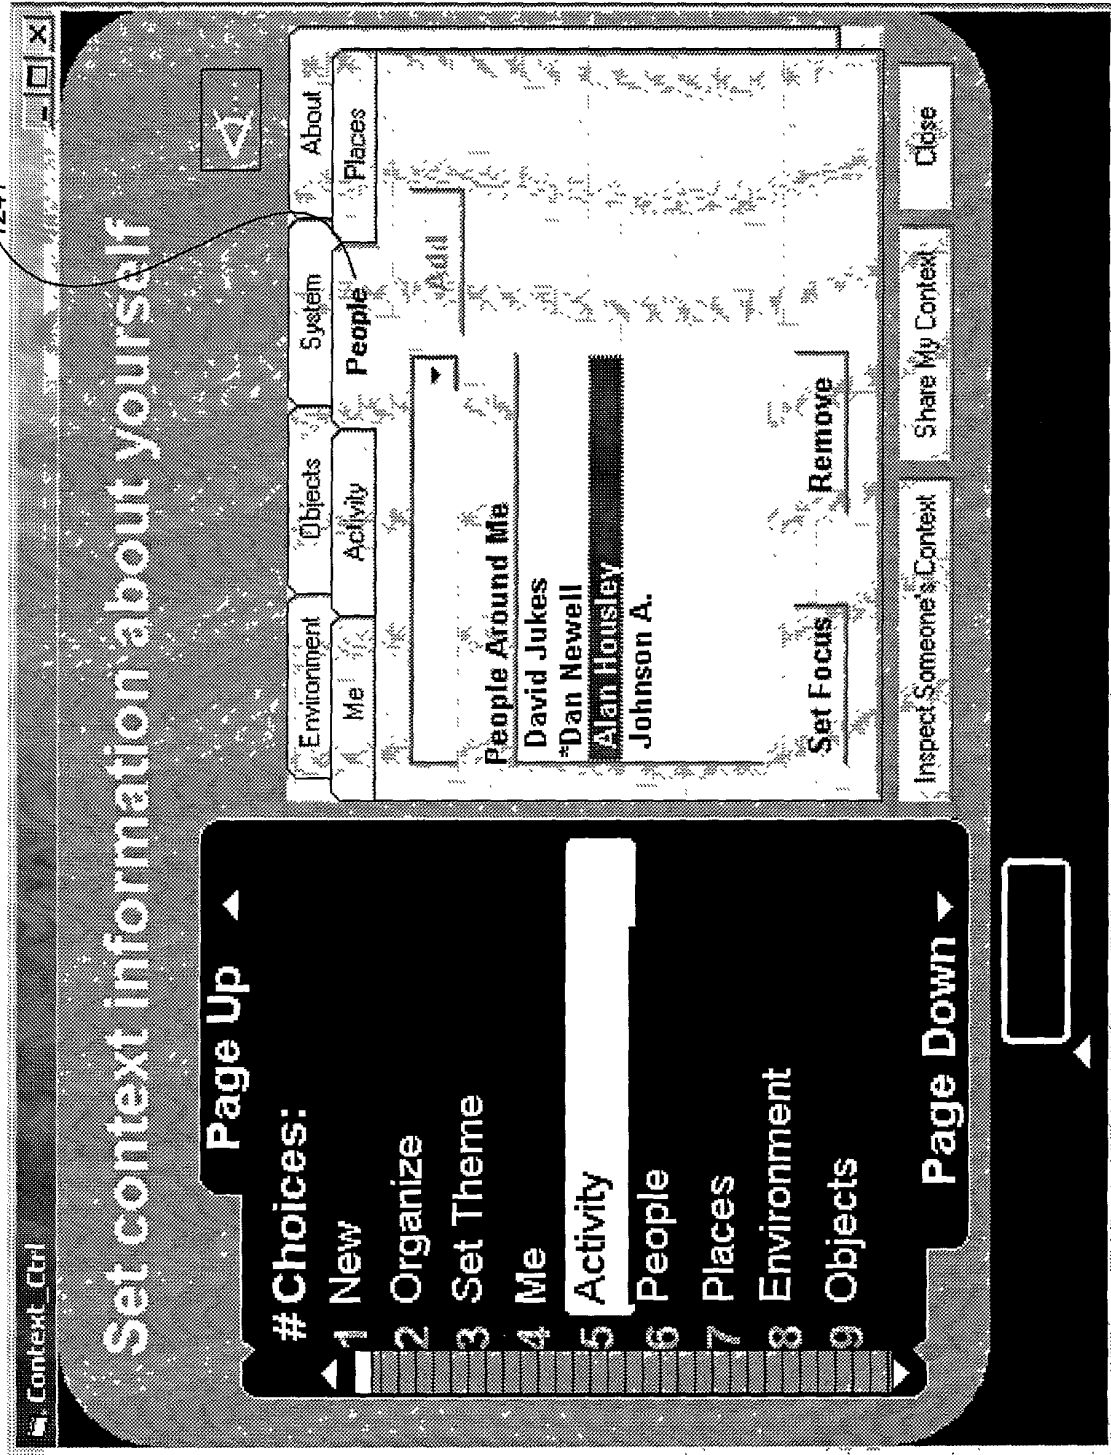 Context_Ctrl
Set context information about yourself
Page Up
# Choices:
1 New
2 Organize
3 Set Theme
4 Me
5 Activity
6 People
7 Places
8 Environment
9 Objects
Page Down
Environment Objects System About
Me Activity People Places
Add
People Around Me
David Jukes
*Dan Newell
Alan Housley
Johnson A.
Set Focus Remove
Inspect Someone's Context Share My Context Close